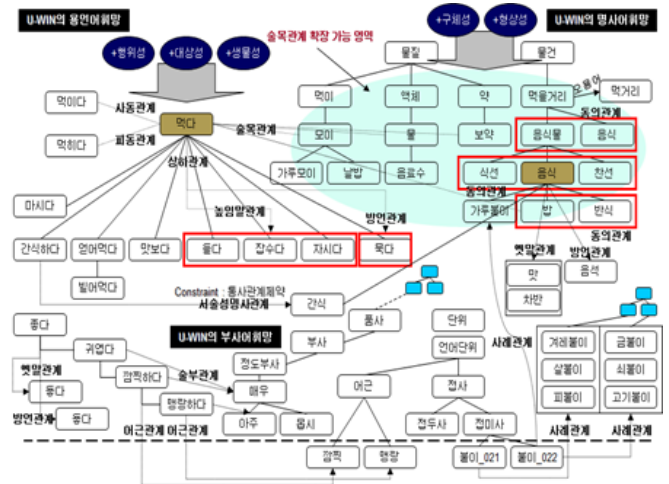 U-WIN의 용언어휘망
U-WIN의 명사어휘망
+구체성
+형상성
+행위성
+대상성
+생물성
술목관계 확장 가능 영역
물질
물건
먹이다
사동관계
먹다
먹히다
피동관계
술목관계
상하관계
먹이
액체
약
먹을거리
오용어
먹거리
동의관계
모이
물
보약
음식물
음식
가루모이
낟밥
음료수
식선
음식
찬선
동의관계
가루붙이
밥
반식
동의관계
마시다
높임말관계
방언관계
간식하다
얻어먹다
맛보다
들다
잡수다
자시다
묵다
빌어먹다
옛말관계
방언관계
맛
차반
음석
Constraint : 통사관계제약
서술성명사관계
간식
품사
U-WIN의 부사어휘망
부사
단위
언어단위
사례관계
좋다
귀엽다
정도부사
겨레붙이
금붙이
옛말관계
깜찍하다
술부관계
매우
어근
접사
살붙이
쇠붙이
둏다
맹랑하다
아주
몹시
접두사
접미사
피붙이
고기붙이
방언관계
동다
어근관계
어근관계
사례관계
사례관계
깜찍
맹랑
붙이_021
붙이_022